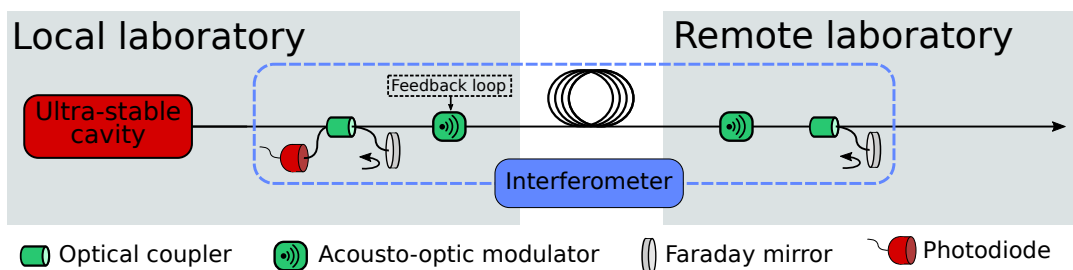 Local laboratory
Remote laboratory
Feedback loop
Ultra-stable
cavity
Interferometer
Optical coupler
Acousto-optic modulator
Faraday mirror
Photodiode